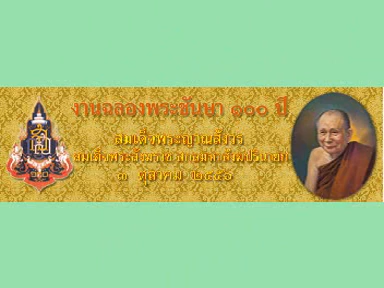 งานฉลองพระชันษา ๑๐๐ ปี
สมเด็จพระญาณสังวร
สมเด็จพระสังฆราช สกลมหาสังฆปริณายก
๓ ตุลาคม ๒๕๕๖